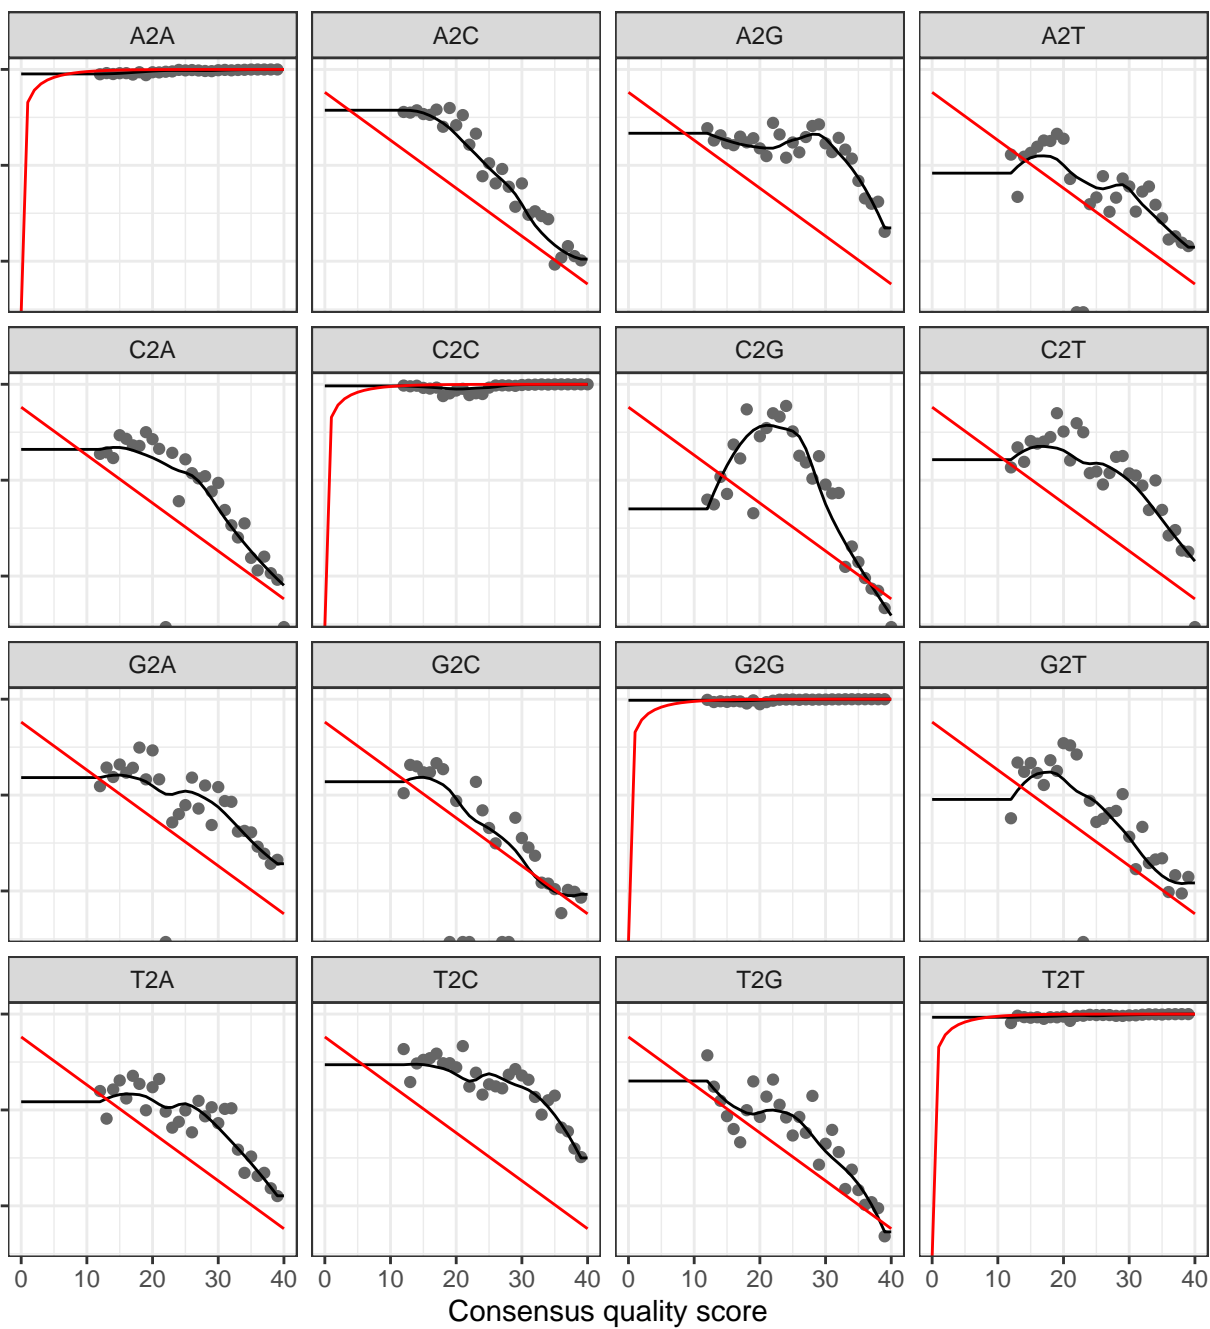 A2A A2C A2G A2T
C2A C2C C2G C2T
G2A G2C G2G G2T
T2A T2C T2G T2T
0 10 20 30 40 0 10 20 30 40 0 10 20 30 40 0 10 20 30 40
Consensus quality score